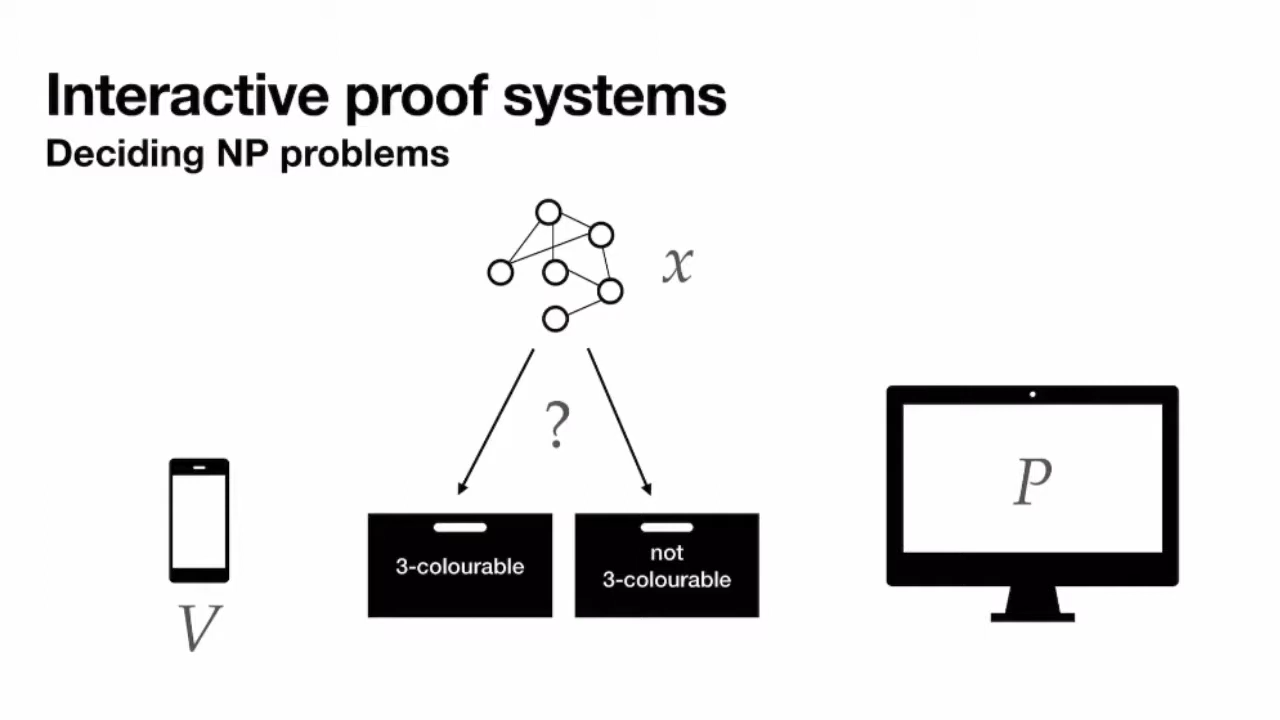 Interactive proof systems
Deciding NP problems
x
?
P
3-colourable
not
3-colourable
V